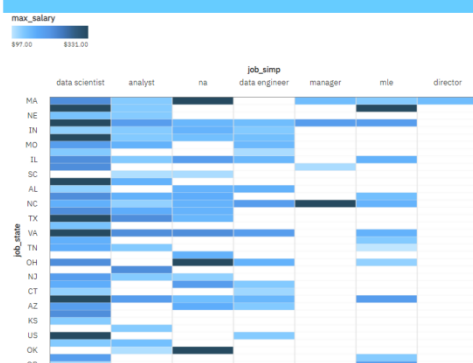 max_salary
$97.00 $331.00
job_simp
data scientist analyst na data engineer manager mle director
job_state
MA
NE
IN
MO
IL
SC
AL
NC
TX
VA
TN
OH
NJ
CT
AZ
KS
US
OK